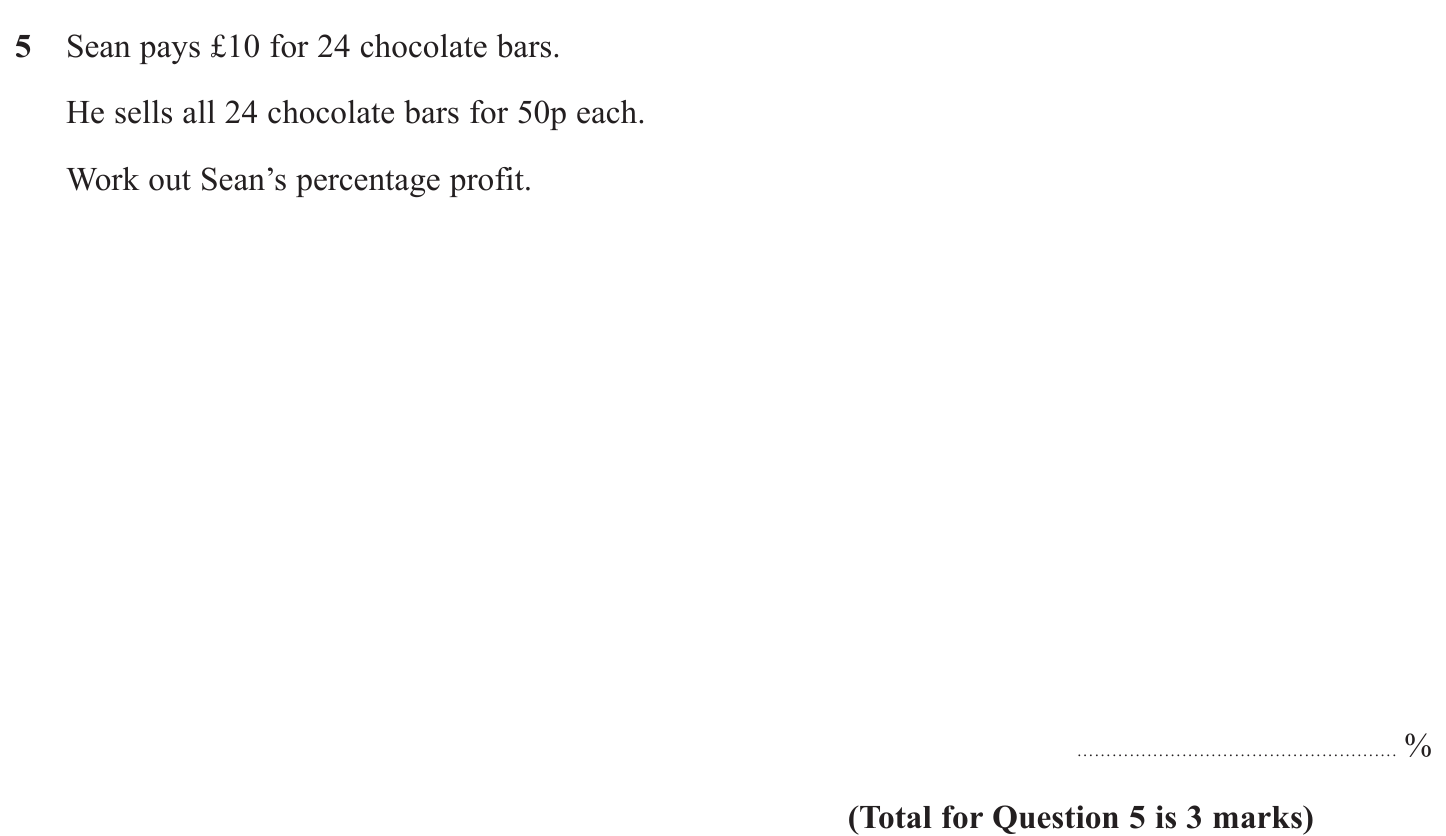 5 Sean pays £10 for 24 chocolate bars.
He sells all 24 chocolate bars for 50p each.
Work out Sean’s percentage profit.
........................................................ %
(Total for Question 5 is 3 marks)